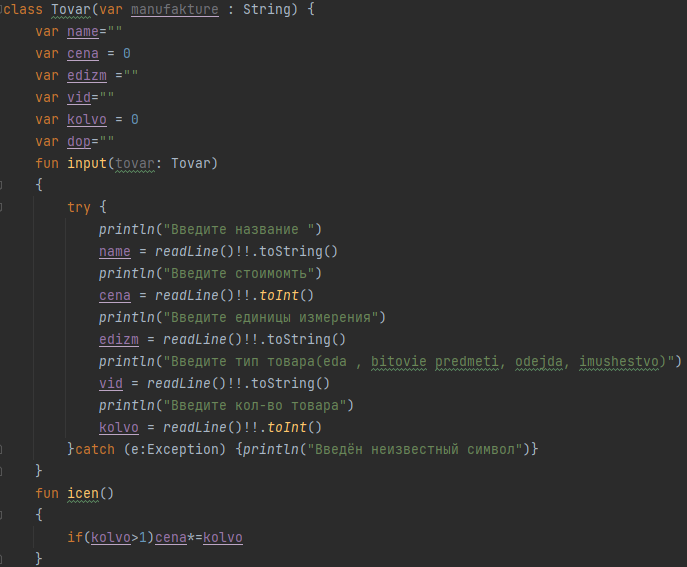 class Tovar(var manufakture : String) {
    var name=""
    var cena = 0
    var edizm =""
    var vid=""
    var kolvo = 0
    var dop=""
    fun input(tovar: Tovar)
    {
        try {
            println("Введите название ")
            name = readLine()!!.toString()
            println("Введите стоимомть")
            cena = readLine()!!.toInt()
            println("Введите единицы измерения")
            edizm = readLine()!!.toString()
            println("Введите тип товара(eda , bitovie predmeti, odejda, imushestvo)")
            vid = readLine()!!.toString()
            println("Введите кол-во товара")
            kolvo = readLine()!!.toInt()
        }catch (e:Exception) {println("Введён неизвестный символ")}
    }
    fun icen()
    {
        if(kolvo>1)cena*=kolvo
    }